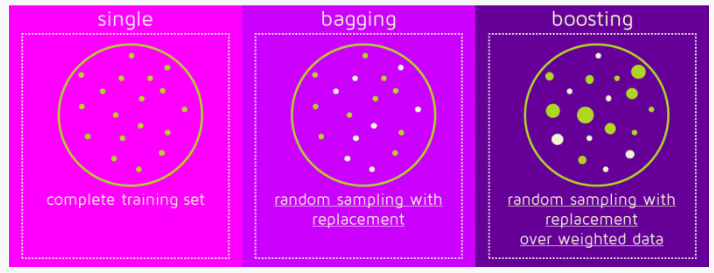 single
complete training set
bagging
random sampling with
replacement
boosting
random sampling with
replacement
over weighted data